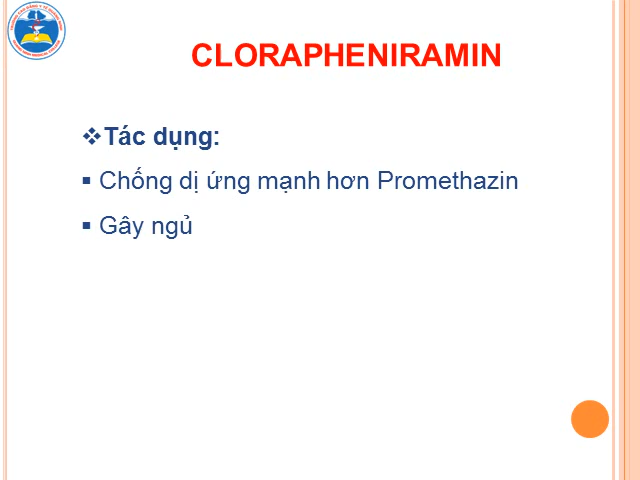 CLORAPHENIRAMIN
❖Tác dụng:
▪ Chống dị ứng mạnh hơn Promethazin
▪ Gây ngủ